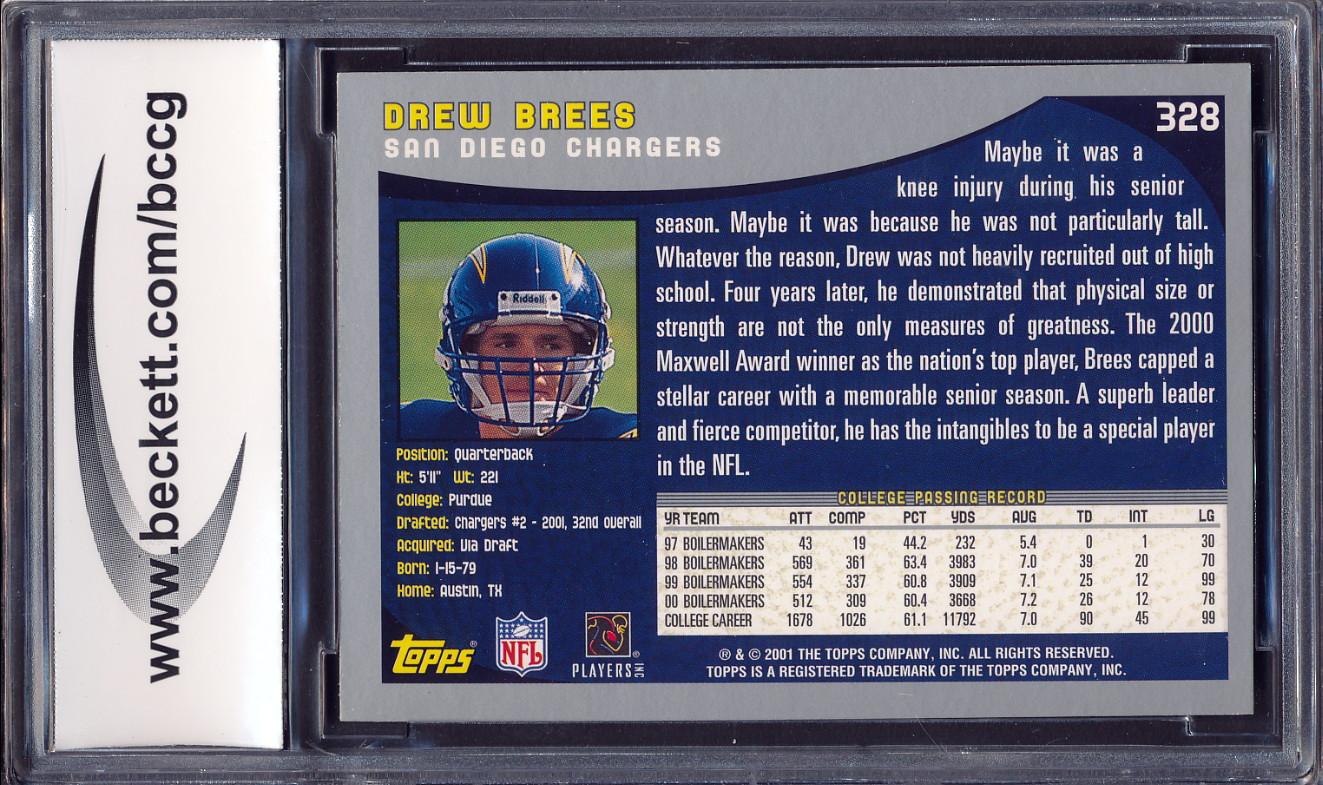 www.beckett.com/bccg
DREW BREES
SAN DIEGO CHARGERS
328
Maybe it was a
knee injury during his senior
season. Maybe it was because he was not particularly tall.
Whatever the reason, Drew was not heavily recruited out of high
school. Four years later, he demonstrated that physical size or
strength are not the only measures of greatness. The 2000
Maxwell Award winner as the nation's top player, Brees capped a
stellar career with a memorable senior season. A superb leader
and fierce competitor, he has the intangibles to be a special player
in the NFL.
Riddell
Position: Quarterback
Ht: 5'11" Wt: 221
College: Purdue
Drafted: Chargers #2 - 2001, 32nd overall
Acquired: Via Draft
Born: 1-15-79
Home: Austin, TX
COLLEGE PASSING RECORD
YR TEAM ATT COMP PCT YDS AVG TD INT LG
97 BOILERMAKERS 43 19 44.2 232 5.4 0 1 30
98 BOILERMAKERS 569 361 63.4 3983 7.0 39 20 70
99 BOILERMAKERS 554 337 60.8 3909 7.1 25 12 99
00 BOILERMAKERS 512 309 60.4 3668 7.2 26 12 78
COLLEGE CAREER 1678 1026 61.1 11792 7.0 90 45 99
topps®
NFL
PLAYERS INC®
® & © 2001 THE TOPPS COMPANY, INC. ALL RIGHTS RESERVED.
TOPPS IS A REGISTERED TRADEMARK OF THE TOPPS COMPANY, INC.